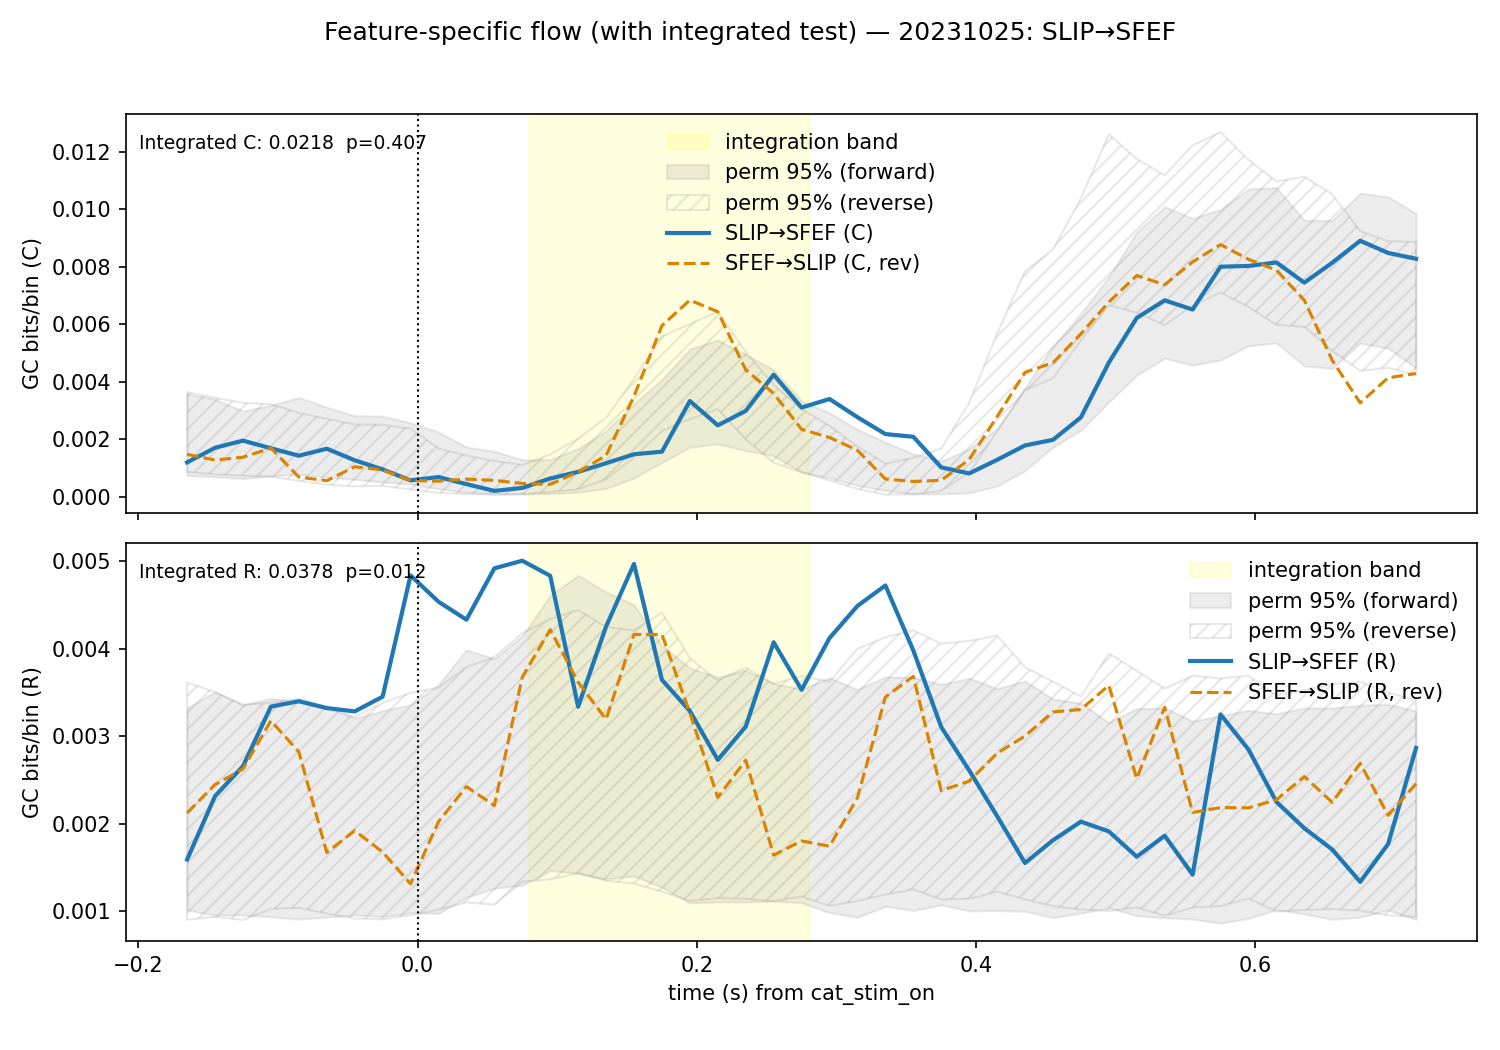 Feature-specific flow (with integrated test) — 20231025: SLIP→SFEF
Integrated C: 0.0218  p=0.407
integration band
perm 95% (forward)
perm 95% (reverse)
SLIP→SFEF (C)
SFEF→SLIP (C, rev)
GC bits/bin (C)
0.012
0.010
0.008
0.006
0.004
0.002
0.000
Integrated R: 0.0378  p=0.012
integration band
perm 95% (forward)
perm 95% (reverse)
SLIP→SFEF (R)
SFEF→SLIP (R, rev)
GC bits/bin (R)
0.005
0.004
0.003
0.002
0.001
−0.2 0.0 0.2 0.4 0.6
time (s) from cat_stim_on